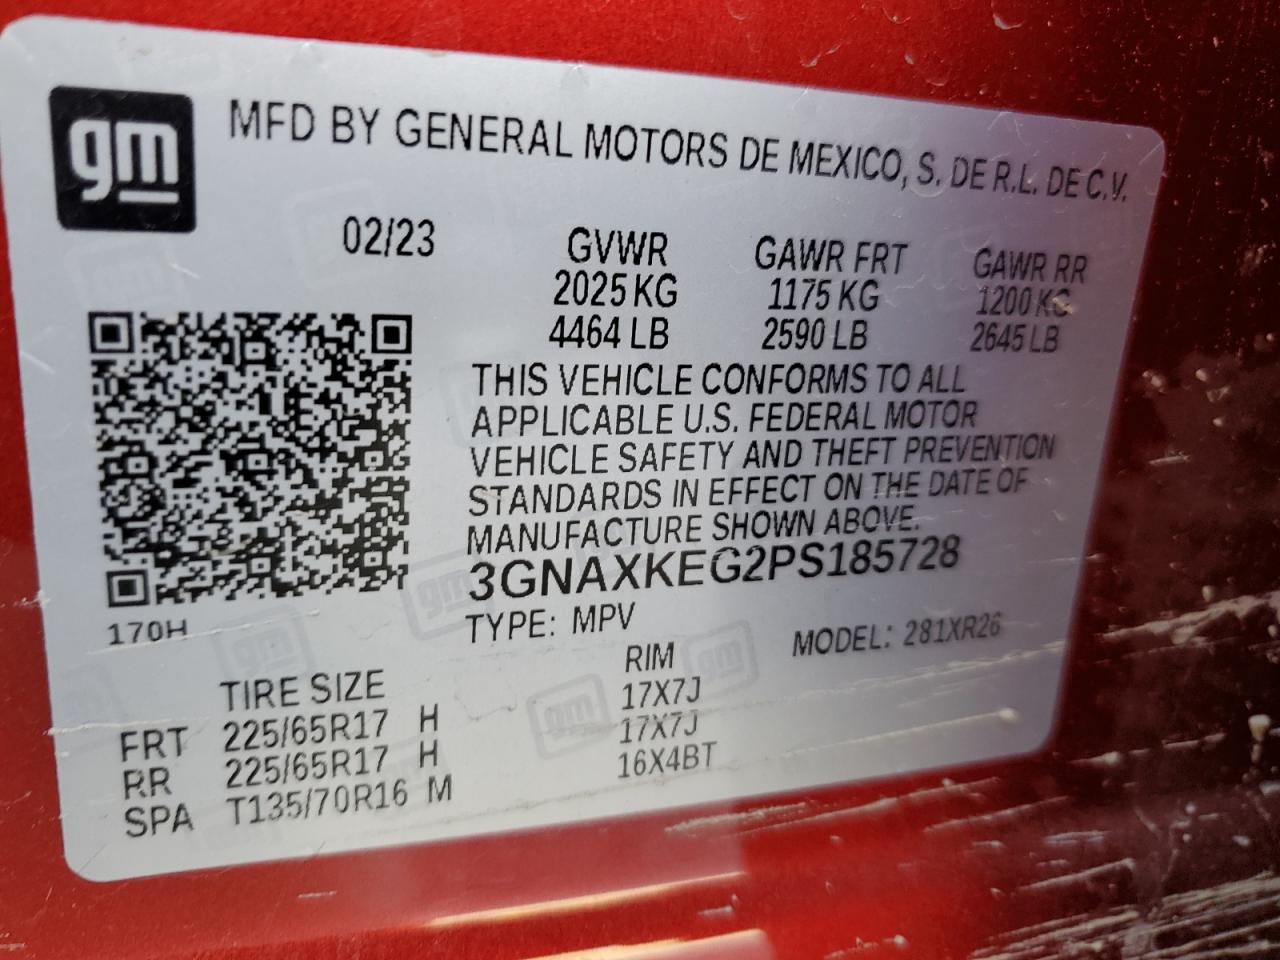 gm
MFD BY GENERAL MOTORS DE MEXICO, S. DE R.L. DE C.V.
02/23
GVWR GAWR FRT GAWR RR
2025 KG 1175 KG 1200 KG
4464 LB 2590 LB 2645 LB
THIS VEHICLE CONFORMS TO ALL
APPLICABLE U.S. FEDERAL MOTOR
VEHICLE SAFETY AND THEFT PREVENTION
STANDARDS IN EFFECT ON THE DATE OF
MANUFACTURE SHOWN ABOVE.
3GNAXKEG2PS185728
170H
TYPE: MPV MODEL: 281XR26
TIRE SIZE RIM
FRT 225/65R17 H 17X7J
RR 225/65R17 H 17X7J
SPA T135/70R16 M 16X4BT